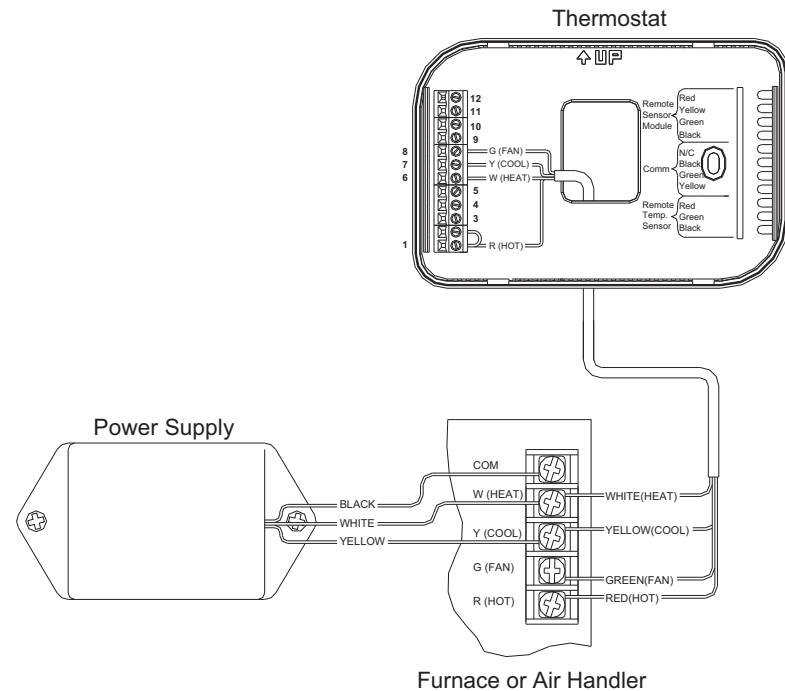 Thermostat
UP
12
11
10
9
8
7
6
5
4
3
1
G (FAN)
Y (COOL)
W (HEAT)
R (HOT)
Remote
Sensor
Module
Red
Yellow
Green
Black
Comm
N/C
Black
Green
Yellow
Remote
Temp.
Sensor
Red
Green
Black
Power Supply
BLACK
WHITE
YELLOW
COM
W (HEAT)
Y (COOL)
G (FAN)
R (HOT)
WHITE(HEAT)
YELLOW(COOL)
GREEN(FAN)
RED(HOT)
Furnace or Air Handler